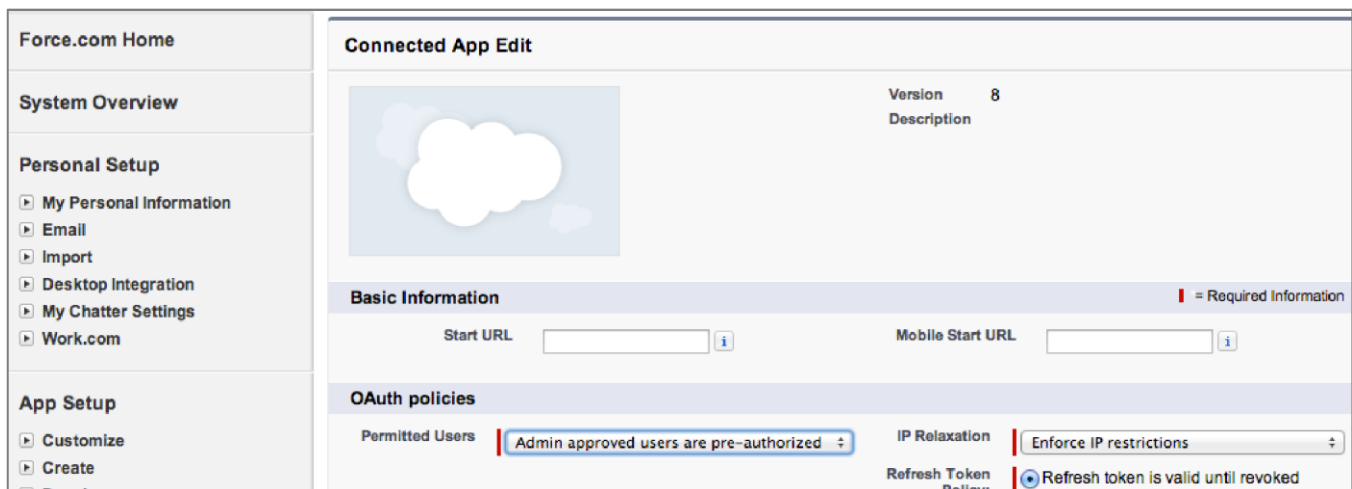 Force.com Home
System Overview
Personal Setup
My Personal Information
Email
Import
Desktop Integration
My Chatter Settings
Work.com
App Setup
Customize
Create
Connected App Edit
Version 8
Description
Basic Information
= Required Information
Start URL
Mobile Start URL
OAuth policies
Permitted Users Admin approved users are pre-authorized
IP Relaxation Enforce IP restrictions
Refresh Token Refresh token is valid until revoked